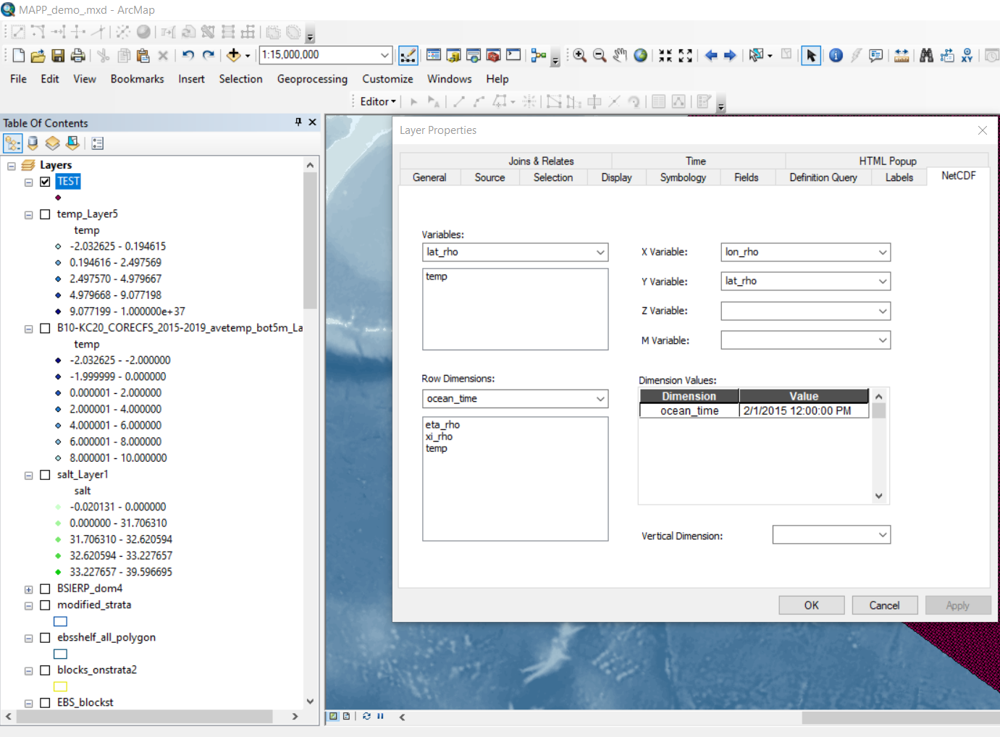 MAPP_demo_.mxd - ArcMap
1:15,000,000
File Edit View Bookmarks Insert Selection Geoprocessing Customize Windows Help
Editor
Table Of Contents
Layers
TEST
temp_Layer5
temp
-2.032625 - 0.194615
0.194616 - 2.497569
2.497570 - 4.979667
4.979668 - 9.077198
9.077199 - 1.000000e+37
B10-KC20_CORECFS_2015-2019_avetemp_bot5m_La
temp
-2.032625 - -2.000000
-1.999999 - 0.000000
0.000001 - 2.000000
2.000001 - 4.000000
4.000001 - 6.000000
6.000001 - 8.000000
8.000001 - 10.000000
salt_Layer1
salt
-0.020131 - 0.000000
0.000000 - 31.706310
31.706310 - 32.620594
32.620594 - 33.227657
33.227657 - 39.596695
BSIERP_dom4
modified_strata
ebsshelf_all_polygon
blocks_onstrata2
EBS_blockst
Layer Properties
Joins & Relates Time HTML Popup
General Source Selection Display Symbology Fields Definition Query Labels NetCDF
Variables:
lat_rho
temp
X Variable: lon_rho
Y Variable: lat_rho
Z Variable:
M Variable:
Row Dimensions:
ocean_time
eta_rho
xi_rho
temp
Dimension Values:
Dimension Value
ocean_time 2/1/2015 12:00:00 PM
Vertical Dimension:
OK Cancel Apply